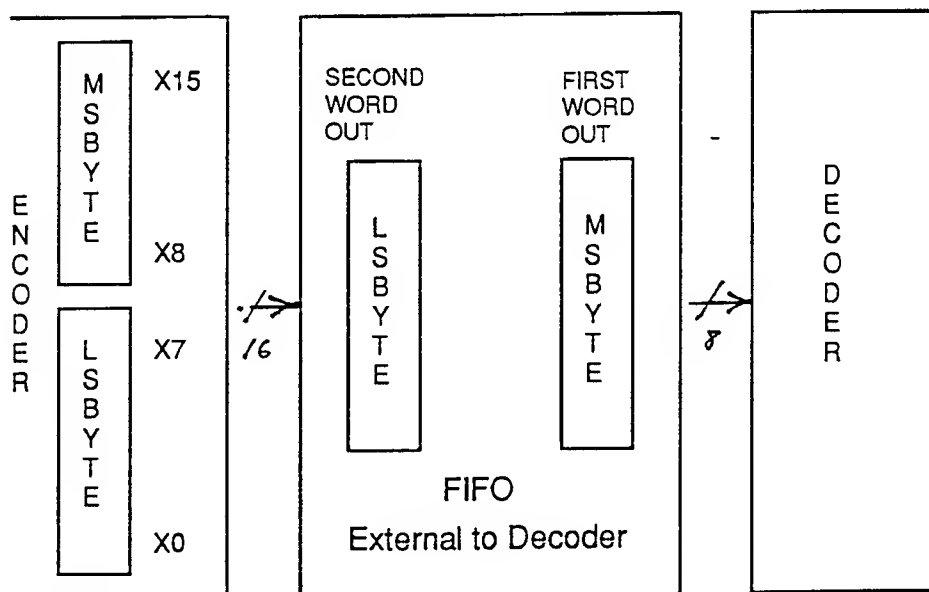 ENCODER
MSBYTE
X15
X8
LSBYTE
X7
X0
16
SECOND
WORD
OUT
FIRST
WORD
OUT
LSBYTE
MSBYTE
FIFO
External to Decoder
8
DECODER